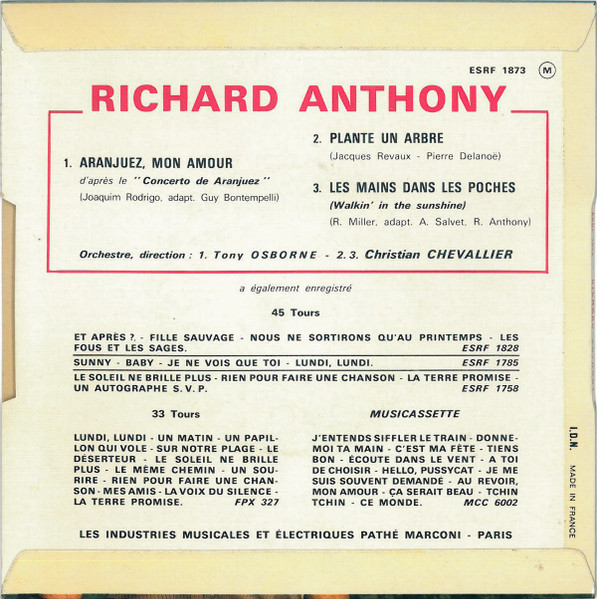 ESRF 1873 M
RICHARD ANTHONY
1. ARANJUEZ, MON AMOUR
d'après le "Concerto de Aranjuez"
(Joaquim Rodrigo, adapt. Guy Bontempelli)
2. PLANTE UN ARBRE
(Jacques Revaux - Pierre Delanoë)
3. LES MAINS DANS LES POCHES
(Walkin' in the sunshine)
(R. Miller, adapt. A. Salvet, R. Anthony)
Orchestre, direction : 1. Tony OSBORNE - 2.3. Christian CHEVALLIER
a également enregistré
45 Tours
ET APRÈS ?. - FILLE SAUVAGE - NOUS NE SORTIRONS QU'AU PRINTEMPS - LES
FOUS ET LES SAGES. ESRF 1828
SUNNY - BABY - JE NE VOIS QUE TOI - LUNDI, LUNDI. ESRF 1785
LE SOLEIL NE BRILLE PLUS - RIEN POUR FAIRE UNE CHANSON - LA TERRE PROMISE -
UN AUTOGRAPHE S.V.P. ESRF 1758
33 Tours
LUNDI, LUNDI - UN MATIN - UN PAPIL-
LON QUI VOLE - SUR NOTRE PLAGE - LE
DÉSERTEUR - LE SOLEIL NE BRILLE
PLUS - LE MÊME CHEMIN - UN SOU-
RIRE - RIEN POUR FAIRE UNE CHAN-
SON - MES AMIS - LA VOIX DU SILENCE -
LA TERRE PROMISE. FPX 327
MUSICASSETTE
J'ENTENDS SIFFLER LE TRAIN - DONNE-
MOI TA MAIN - C'EST MA FÊTE - TIENS
BON - ÉCOUTE DANS LE VENT - A TOI
DE CHOISIR - HELLO, PUSSYCAT - JE ME
SUIS SOUVENT DEMANDÉ - AU REVOIR,
MON AMOUR - ÇA SERAIT BEAU - TCHIN
TCHIN - CE MONDE. MCC 6002
I.D.N. MADE IN FRANCE
LES INDUSTRIES MUSICALES ET ÉLECTRIQUES PATHÉ MARCONI - PARIS